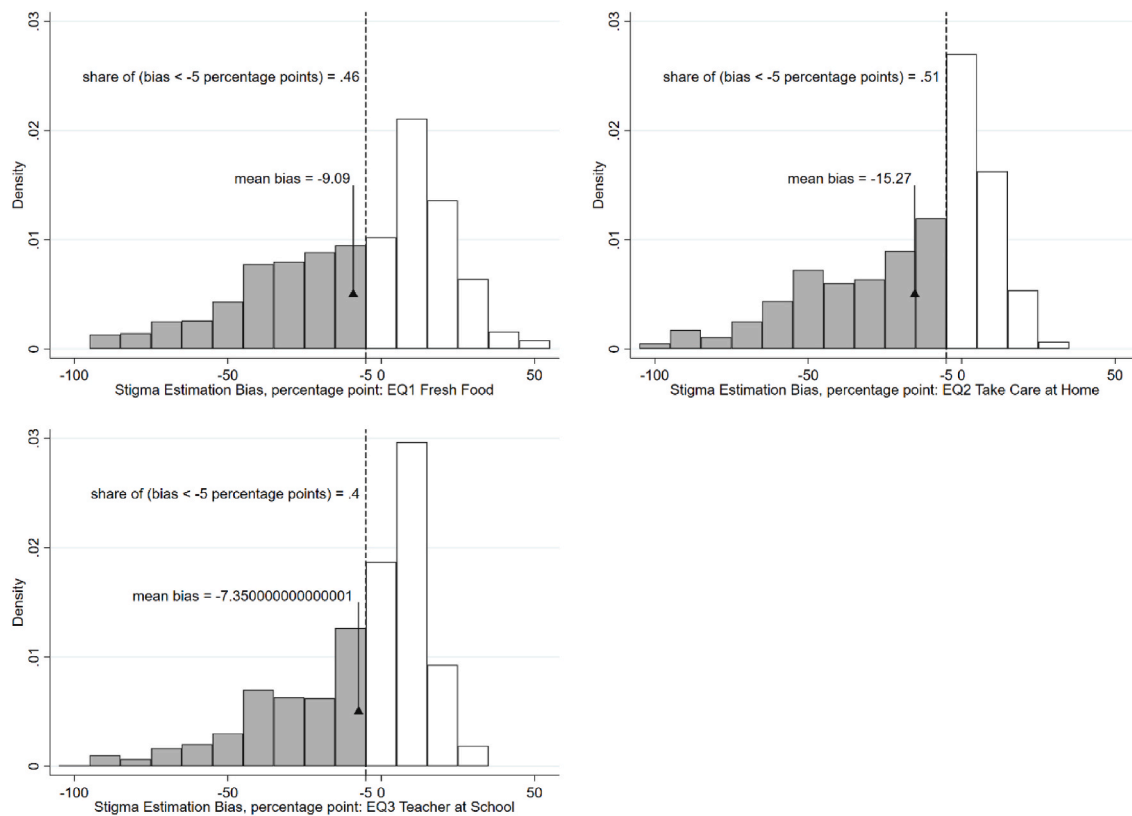 .03
share of (bias < -5 percentage points) = .46
.02
mean bias = -9.09
Density
.01
0
-100 -50 -5 0 50
Stigma Estimation Bias, percentage point: EQ1 Fresh Food
.03
share of (bias < -5 percentage points) = .51
.02
mean bias = -15.27
Density
.01
0
-100 -50 -5 0 50
Stigma Estimation Bias, percentage point: EQ2 Take Care at Home
.03
share of (bias < -5 percentage points) = .4
.02
mean bias = -7.350000000000001
Density
.01
0
-100 -50 -5 0 50
Stigma Estimation Bias, percentage point: EQ3 Teacher at School